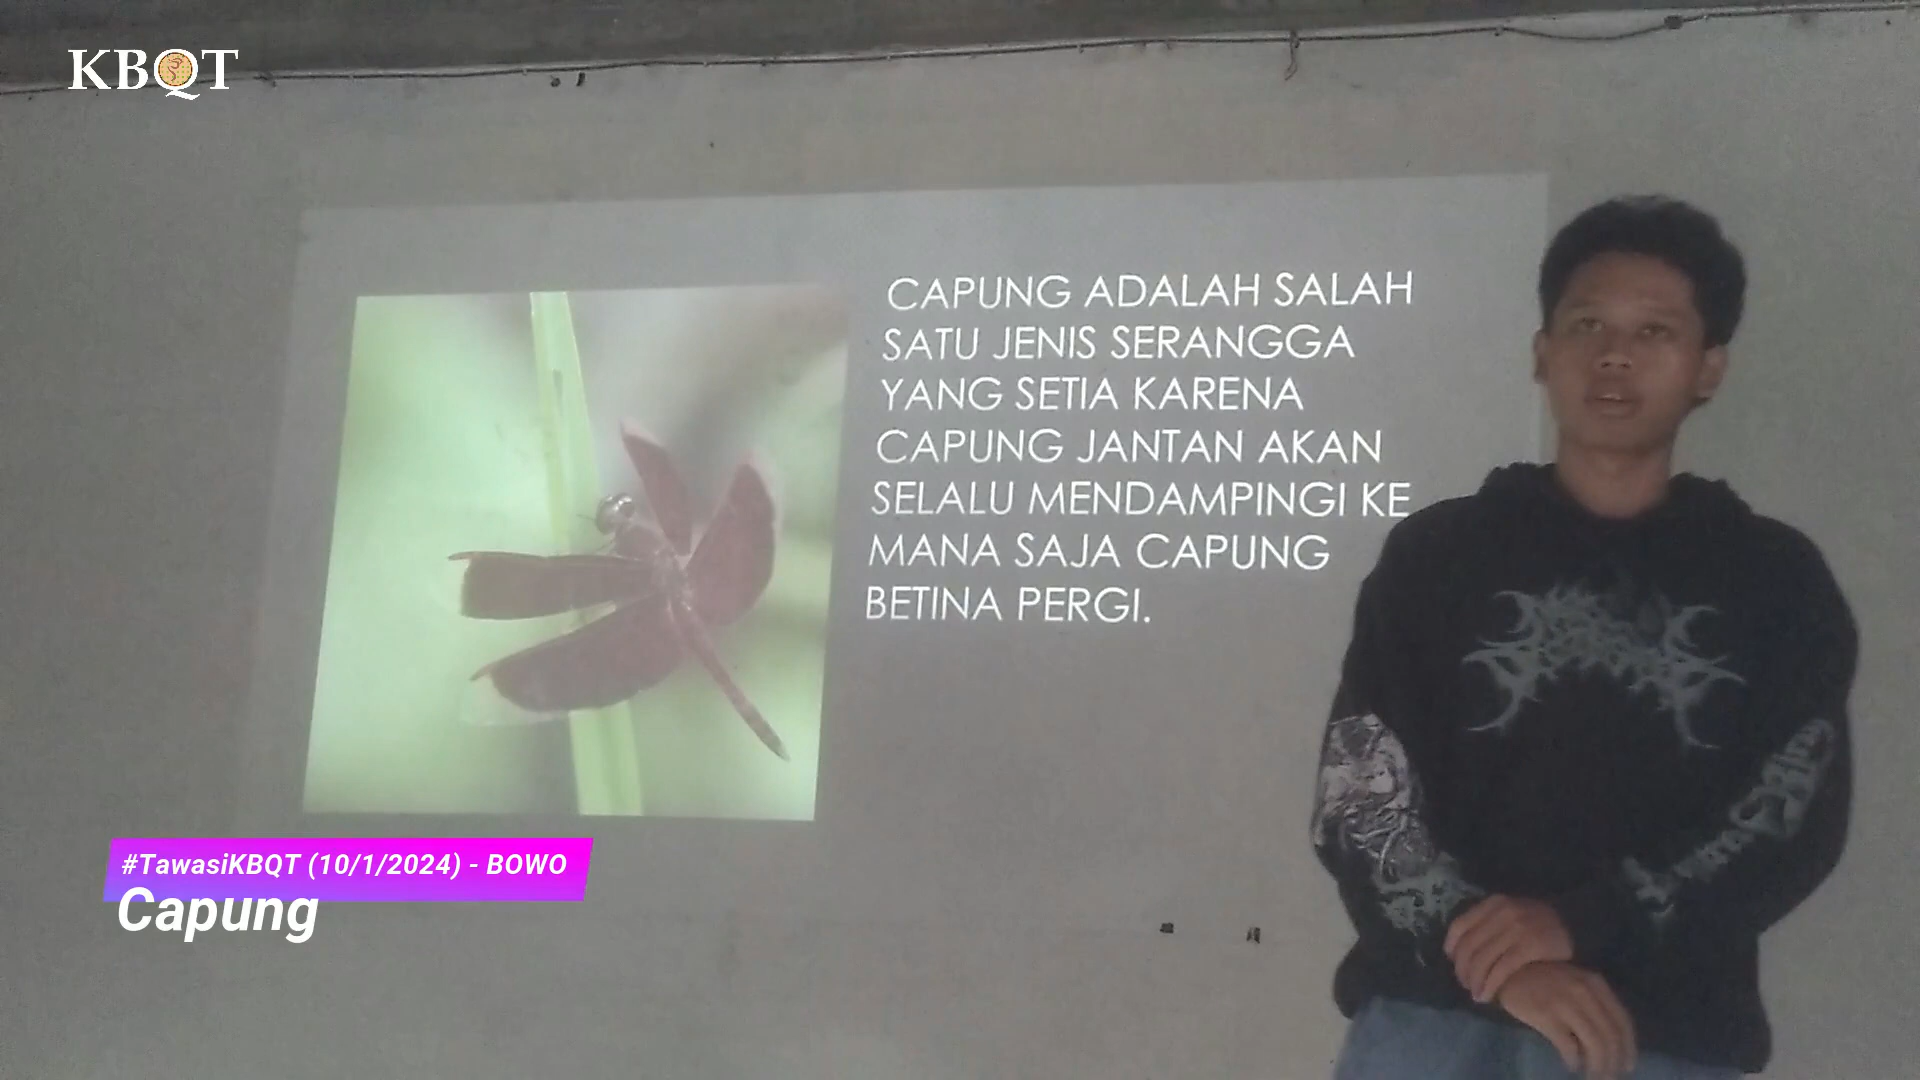 KBQT
CAPUNG ADALAH SALAH
SATU JENIS SERANGGA
YANG SETIA KARENA
CAPUNG JANTAN AKAN
SELALU MENDAMPINGI KE
MANA SAJA CAPUNG
BETINA PERGI.
#TawasiKBQT (10/1/2024) - BOWO
Capung